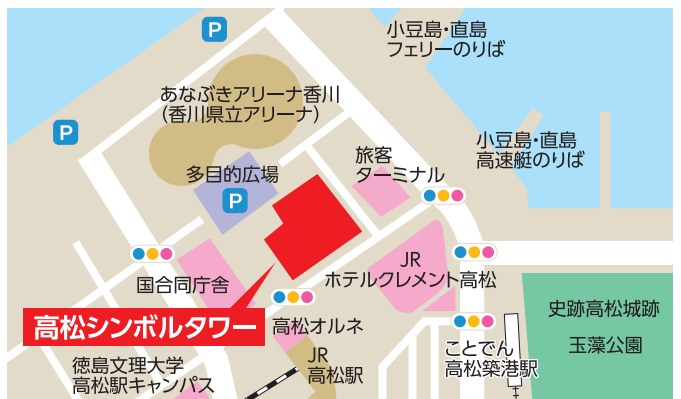 P
小豆島・直島
フェリーのりば
あなぶきアリーナ香川
（香川県立アリーナ）
P
小豆島・直島
高速艇のりば
旅客
ターミナル
多目的広場
P
JR
ホテルクレメント高松
国合同庁舎
高松シンボルタワー
高松オルネ
史跡高松城跡
玉藻公園
ことでん
高松築港駅
JR
高松駅
徳島文理大学
高松駅キャンパス